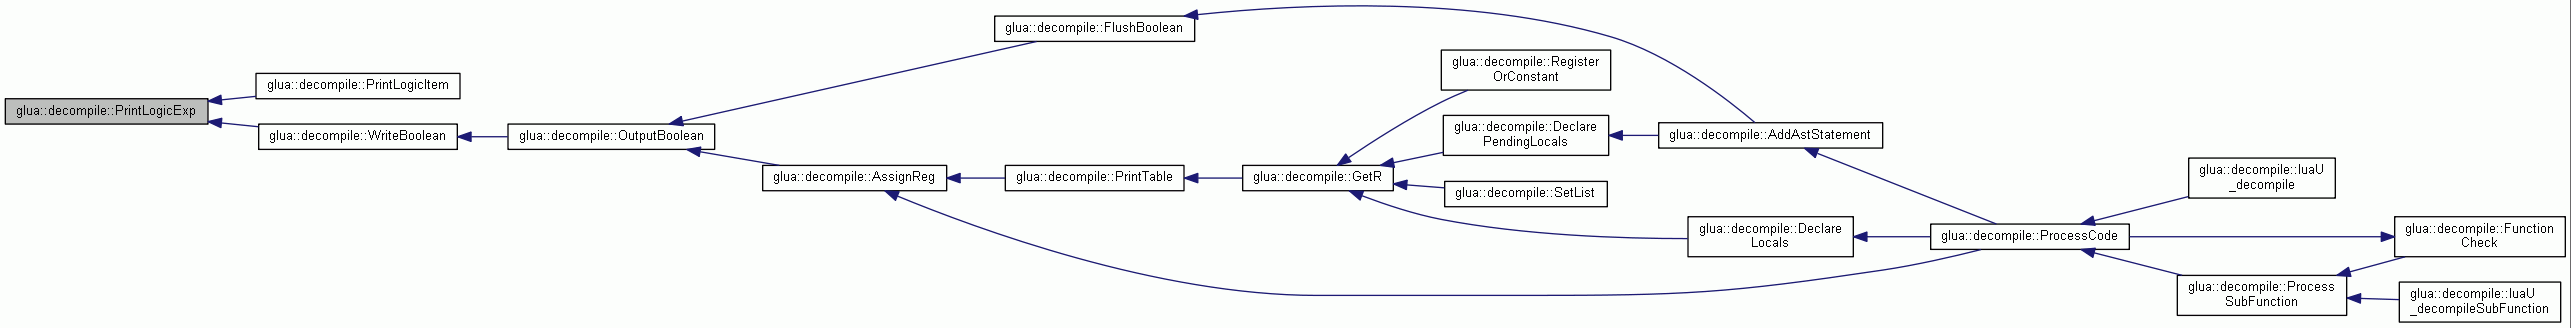 glua::decompile::PrintLogicExp
glua::decompile::PrintLogicItem
glua::decompile::WriteBoolean
glua::decompile::OutputBoolean
glua::decompile::FlushBoolean
glua::decompile::AssignReg
glua::decompile::PrintTable
glua::decompile::GetR
glua::decompile::Register
OrConstant
glua::decompile::Declare
PendingLocals
glua::decompile::SetList
glua::decompile::AddAstStatement
glua::decompile::Declare
Locals
glua::decompile::ProcessCode
glua::decompile::luaU
_decompile
glua::decompile::Function
Check
glua::decompile::Process
SubFunction
glua::decompile::luaU
_decompileSubFunction